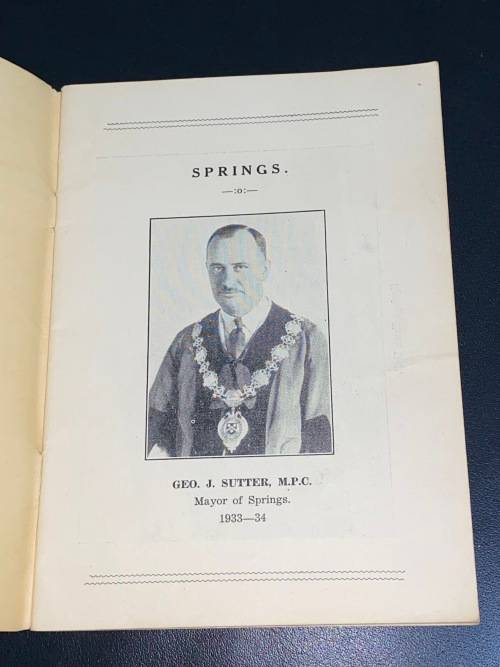 SPRINGS.
—:o:—
GEO. J. SUTTER, M.P.C.
Mayor of Springs.
1933—34